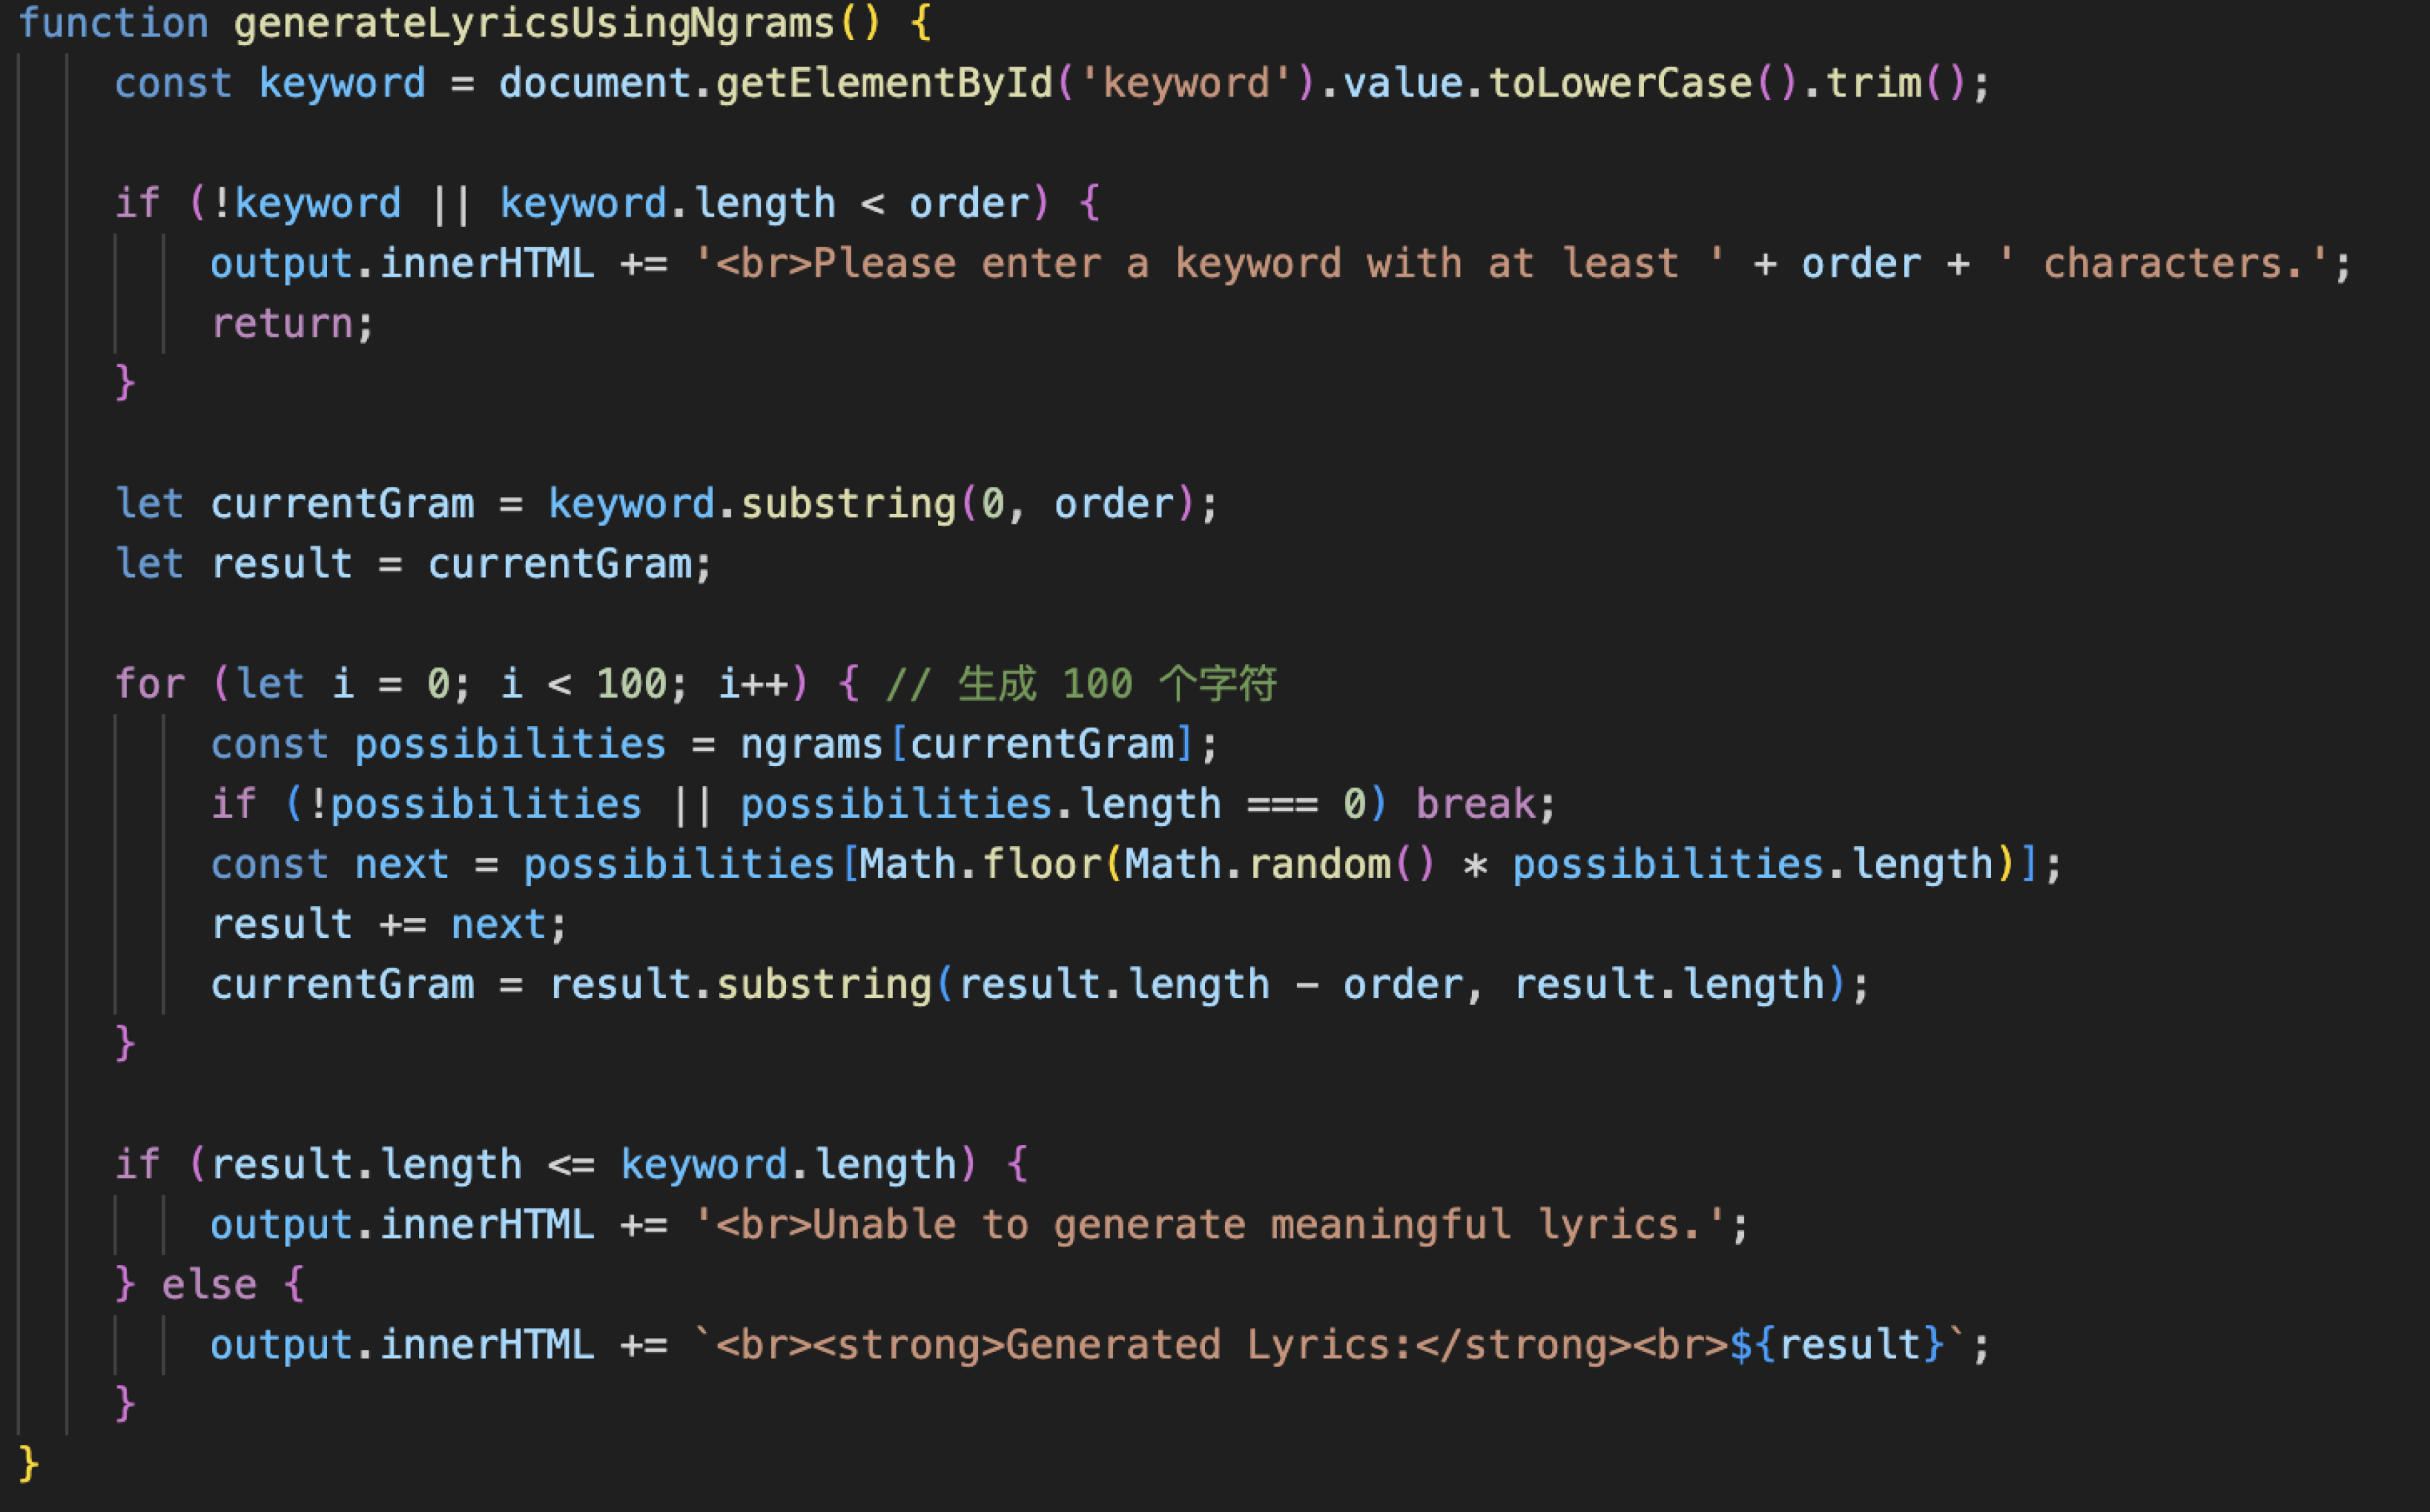 function generateLyricsUsingNgrams() {
const keyword = document.getElementById('keyword').value.toLowerCase().trim();
if (!keyword || keyword.length < order) {
output.innerHTML += '<br>Please enter a keyword with at least ' + order + ' characters.';
return;
}
let currentGram = keyword.substring(0, order);
let result = currentGram;
for (let i = 0; i < 100; i++) { // 生成 100 个字符
const possibilities = ngrams[currentGram];
if (!possibilities || possibilities.length === 0) break;
const next = possibilities[Math.floor(Math.random() * possibilities.length)];
result += next;
currentGram = result.substring(result.length - order, result.length);
}
if (result.length <= keyword.length) {
output.innerHTML += '<br>Unable to generate meaningful lyrics.';
} else {
output.innerHTML += `<br><strong>Generated Lyrics:</strong><br>${result}`;
}
}